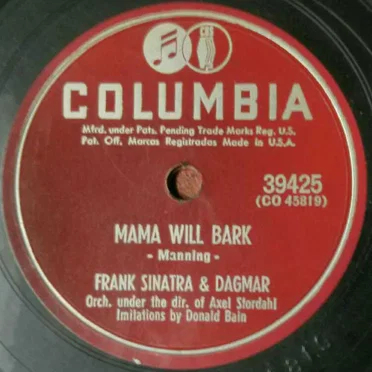 COLUMBIA
Mfrd. under Pats. Pending Trade Marks Reg. U.S.
Pat. Off. Marcas Registradas Made in U.S.A.
39425
(CO 45819)
MAMA WILL BARK
- Manning -
FRANK SINATRA & DAGMAR
Orch. under the dir. of Axel Stordahl
Imitations by Donald Bain